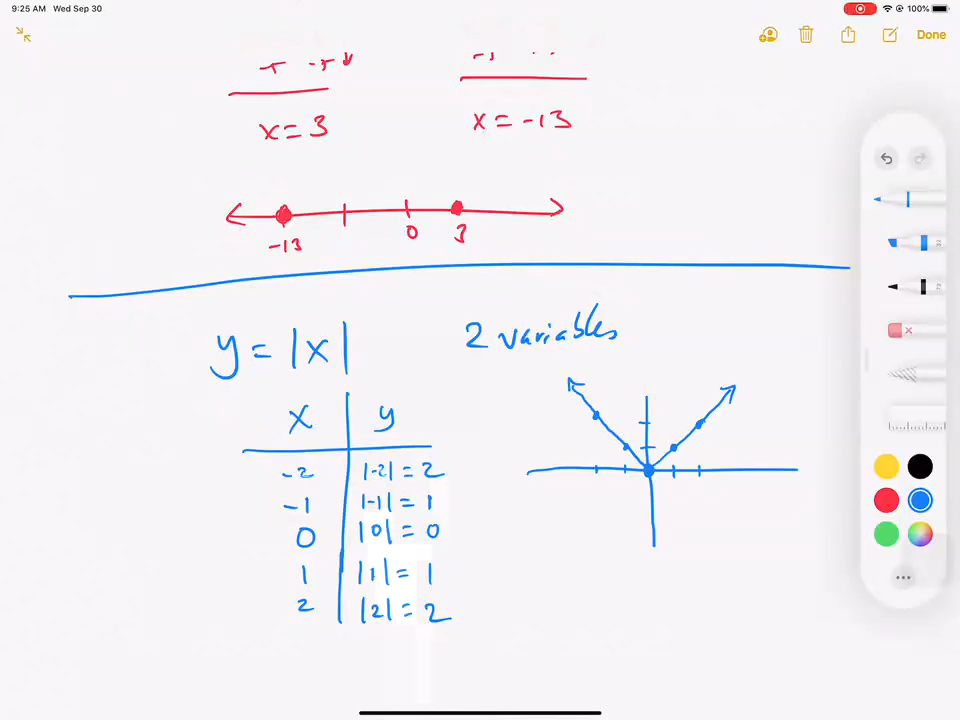 9:25 AM Wed Sep 30
100%
Done
x = 3
x = -13
-13 0 3
y = |x|
2 variables
x y
-2 |-2| = 2
-1 |-1| = 1
0 |0| = 0
1 |1| = 1
2 |2| = 2